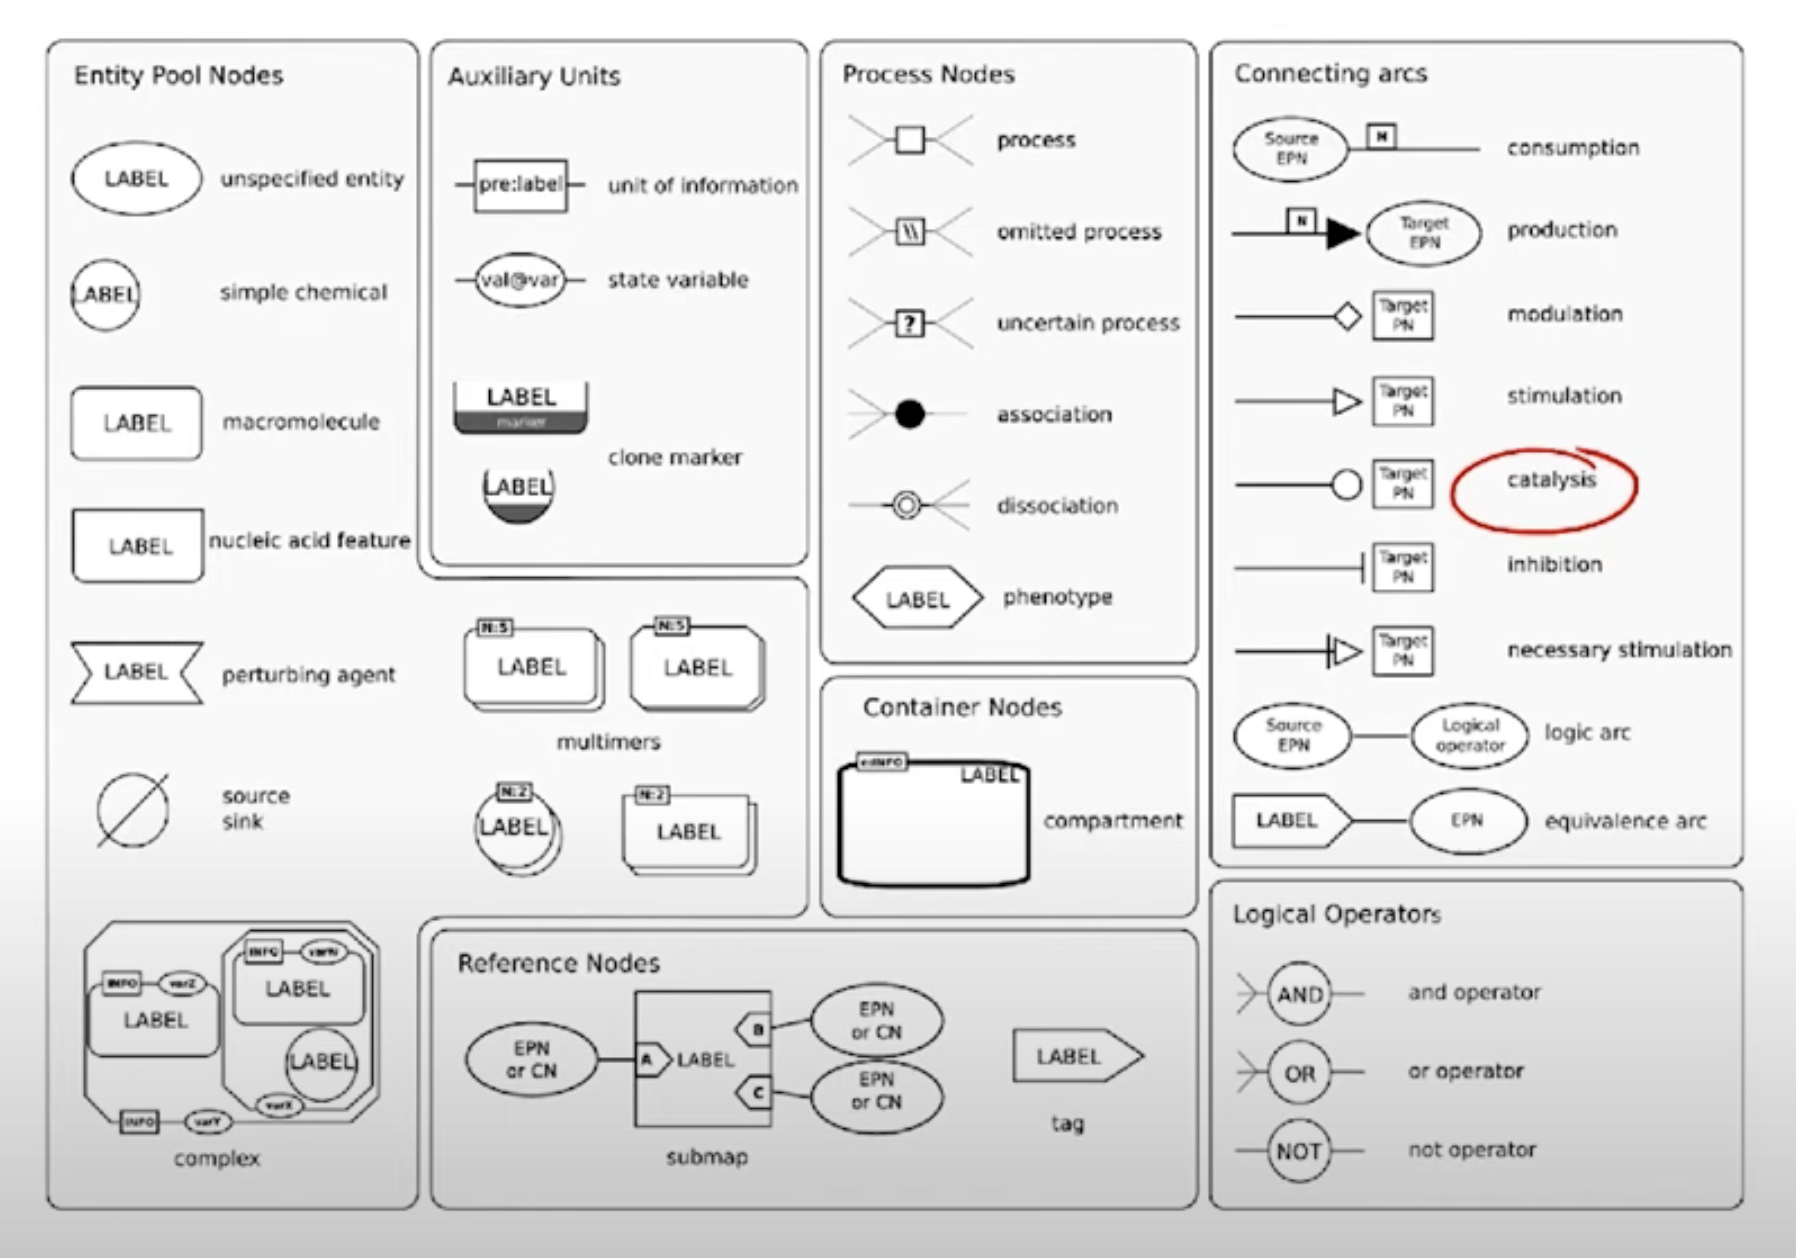 Entity Pool Nodes
LABEL
unspecified entity
LABEL
simple chemical
LABEL
macromolecule
LABEL
nucleic acid feature
LABEL
perturbing agent
source
sink
INFO
varZ
LABEL
INFO
LABEL
LABEL
varX
INFO
varY
complex
Auxiliary Units
pre:label
unit of information
val@var
state variable
LABEL
marker
LABEL
clone marker
N:5
LABEL
N:5
LABEL
multimers
N:2
LABEL
N:2
LABEL
Process Nodes
process
\\
omitted process
?
uncertain process
association
dissociation
LABEL
phenotype
Container Nodes
LABEL
compartment
Reference Nodes
EPN
or CN
A
LABEL
B
C
EPN
or CN
EPN
or CN
submap
LABEL
tag
Connecting arcs
Source
EPN
N
consumption
N
Target
EPN
production
Target
PN
modulation
Target
PN
stimulation
Target
PN
catalysis
Target
PN
inhibition
Target
PN
necessary stimulation
Source
EPN
Logical
operator
logic arc
LABEL
EPN
equivalence arc
Logical Operators
AND
and operator
OR
or operator
NOT
not operator